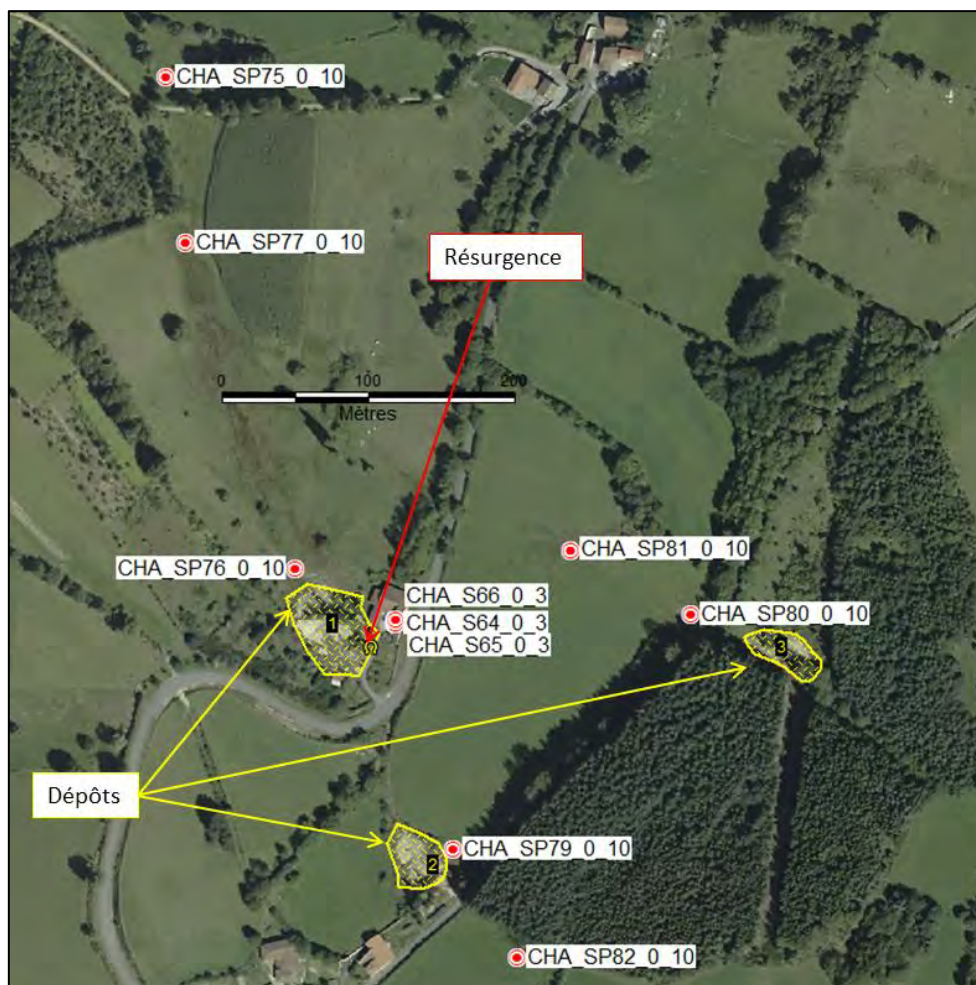 CHA_SP75_0_10
CHA_SP77_0_10
Résurgence
0 100 200
Mètres
CHA_SP76_0_10
CHA_S66_0_3
CHA_S64_0_3
CHA_S65_0_3
CHA_SP81_0_10
CHA_SP80_0_10
1
3
Dépôts
CHA_SP79_0_10
2
CHA_SP82_0_10